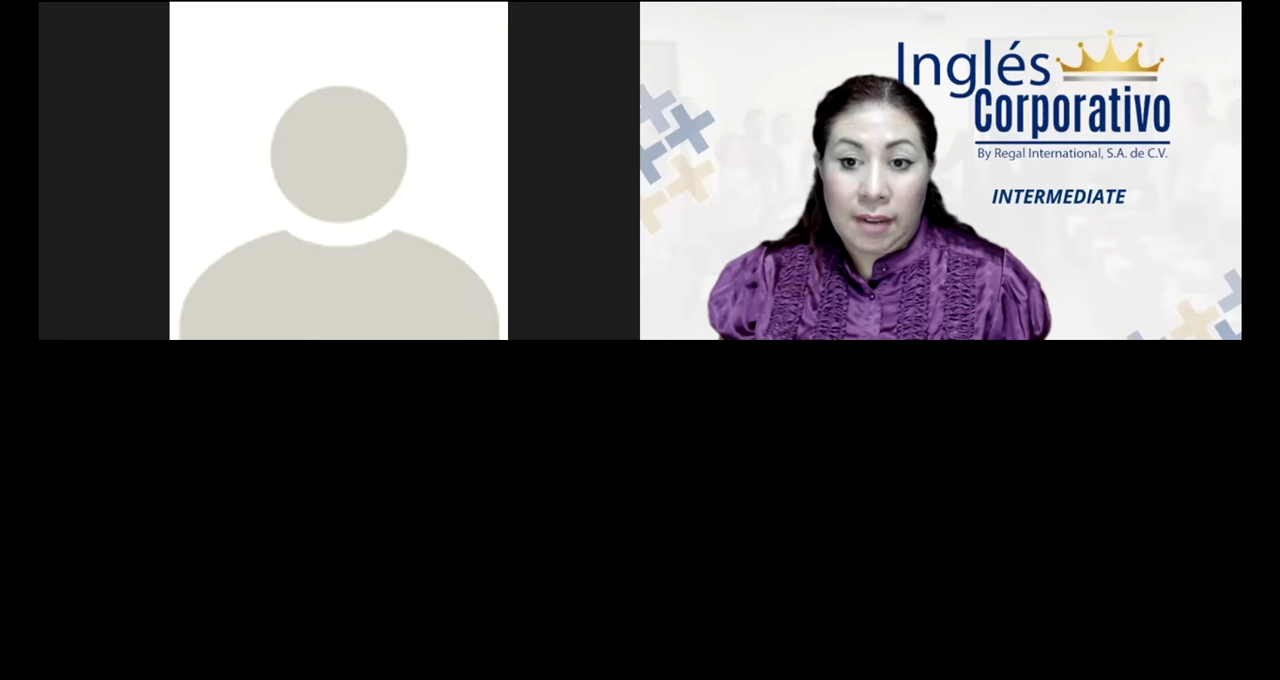 Inglés
Corporativo
By Regal International, S.A. de C.V.
INTERMEDIATE